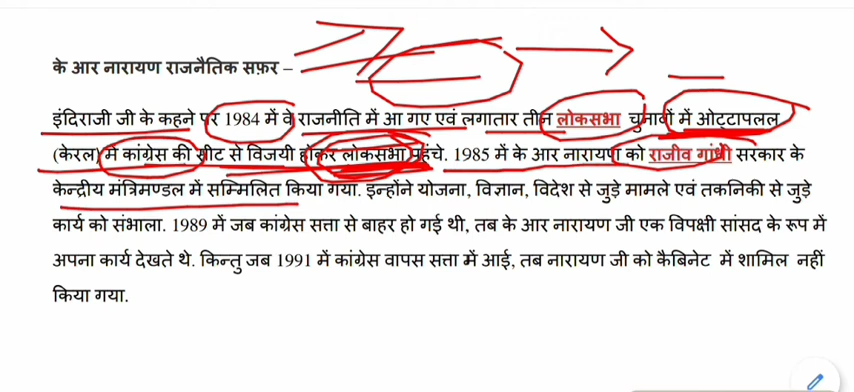 के आर नारायण राजनैतिक सफ़र –
इंदिराजी जी के कहने पर 1984 में वे राजनीति में आ गए एवं लगातार तीन लोकसभा चुनावों में ओट्टापलल
(केरल) में कांग्रेस की सीट से विजयी होकर लोकसभा पहुंचे. 1985 में के आर नारायण को राजीव गांधी सरकार के
केन्द्रीय मंत्रिमण्डल में सम्मिलित किया गया. इन्होंने योजना, विज्ञान, विदेश से जुड़े मामले एवं तकनिकी से जुड़े
कार्य को संभाला. 1989 में जब कांग्रेस सत्ता से बाहर हो गई थी, तब के आर नारायण जी एक विपक्षी सांसद के रूप में
अपना कार्य देखते थे. किन्तु जब 1991 में कांग्रेस वापस सत्ता में आई, तब नारायण जी को कैबिनेट में शामिल नहीं
किया गया.